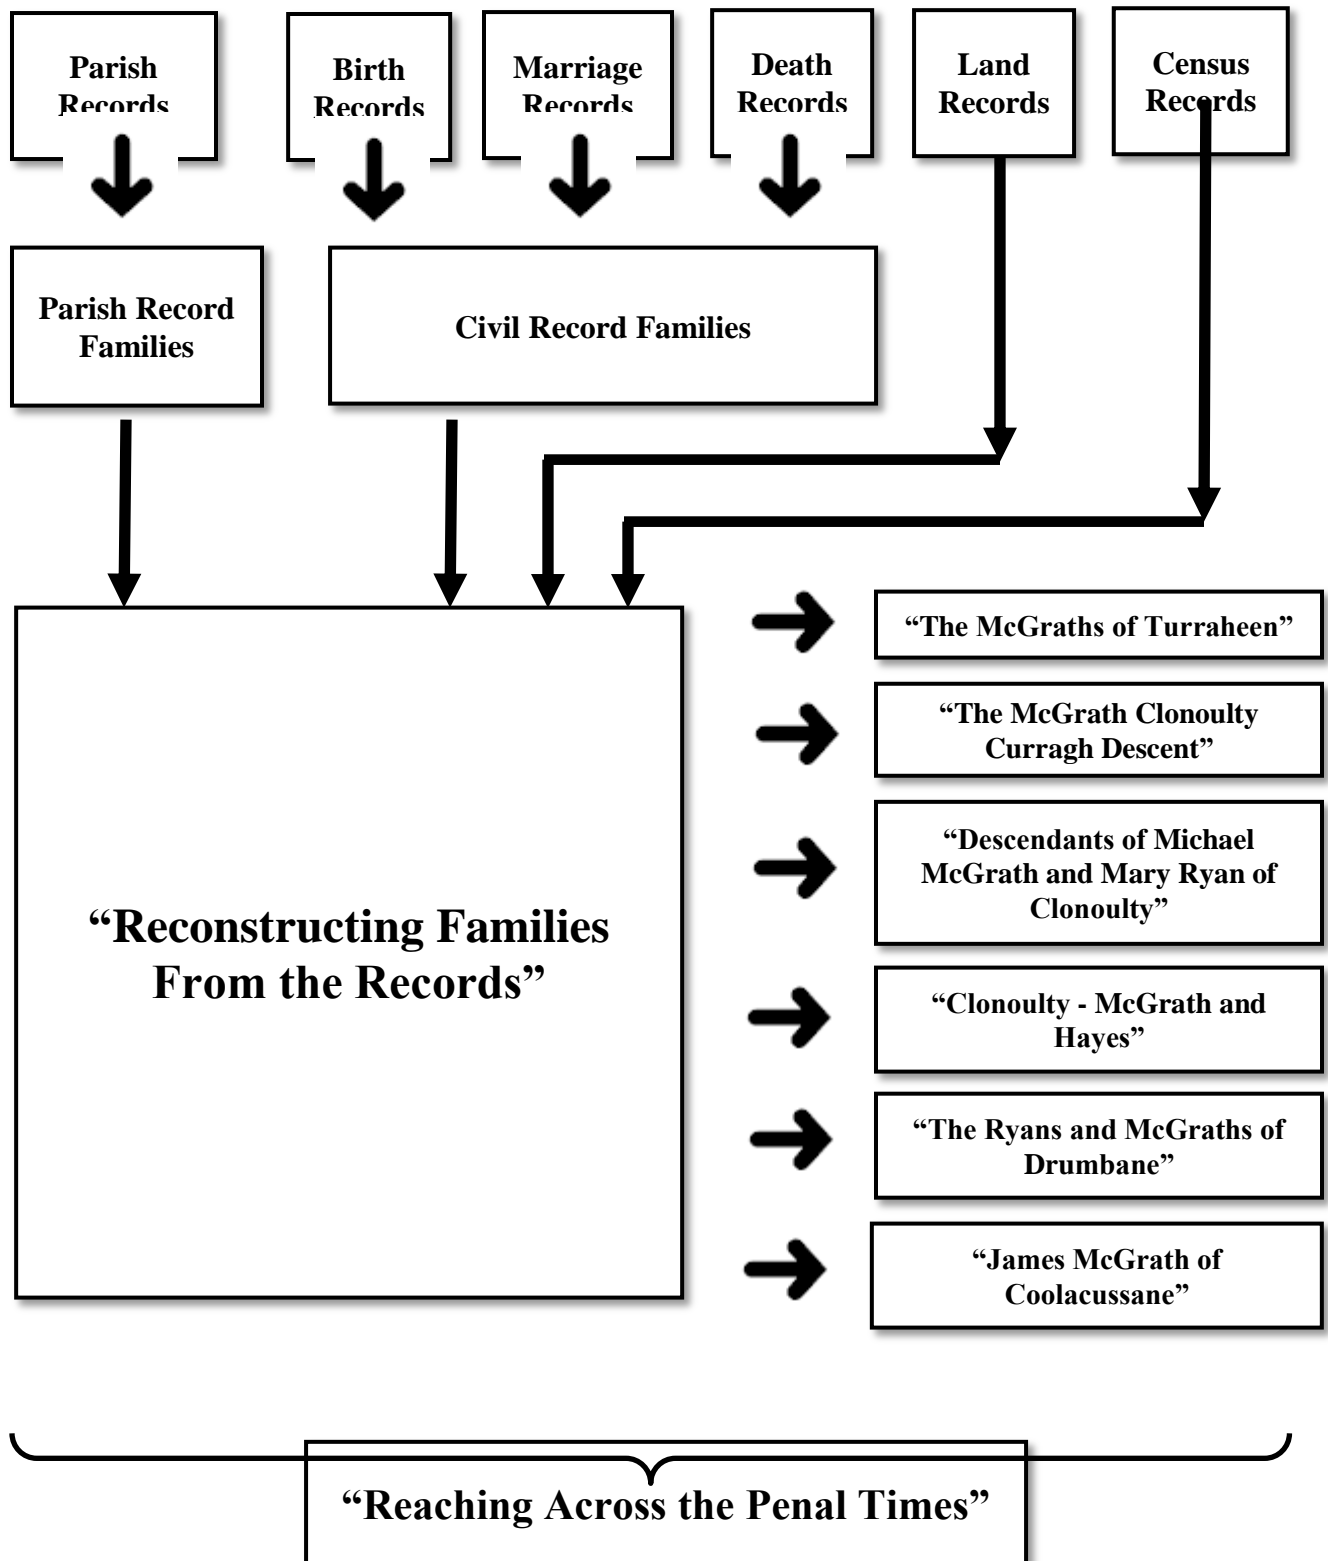 Parish
Records
Birth
Records
Marriage
Records
Death
Records
Land
Records
Census
Records
Parish Record
Families
Civil Record Families
“Reconstructing Families
From the Records”
“The McGraths of Turraheen”
“The McGrath Clonoulty
Curragh Descent”
“Descendants of Michael
McGrath and Mary Ryan of
Clonoulty”
“Clonoulty - McGrath and
Hayes”
“The Ryans and McGraths of
Drumbane”
“James McGrath of
Coolacussane”
“Reaching Across the Penal Times”